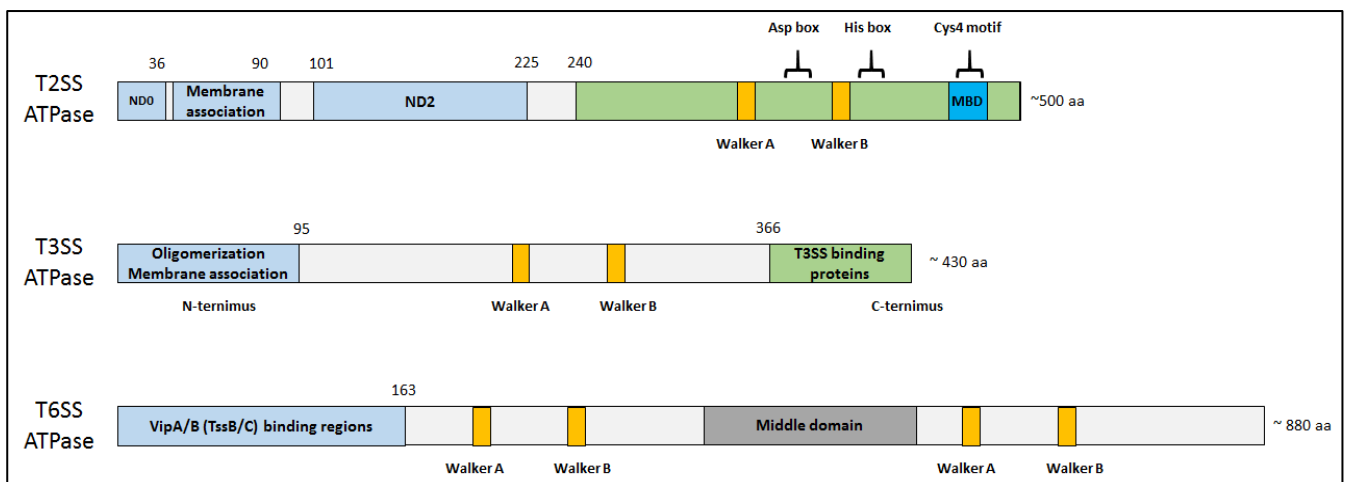 Asp box His box Cys4 motif
36 90 101 225 240
T2SS
ATPase
ND0
Membrane
association
ND2
MBD
~500 aa
Walker A Walker B
95 366
T3SS
ATPase
Oligomerization
Membrane association
T3SS binding
proteins
~ 430 aa
N-ternimus Walker A Walker B C-ternimus
163
T6SS
ATPase
VipA/B (TssB/C) binding regions
Middle domain
~ 880 aa
Walker A Walker B Walker A Walker B